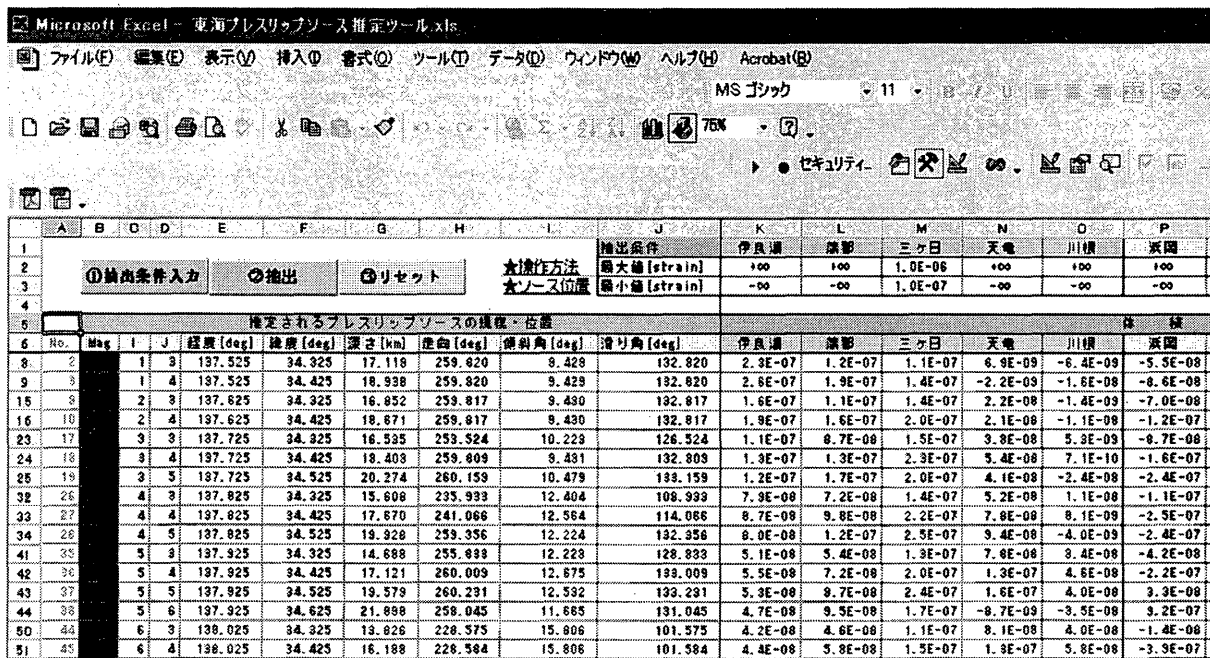 Microsoft Excel - 東海プレスリップソース推定ツール.xls
ファイル(F) 編集(E) 表示(V) 挿入(I) 書式(O) ツール(T) データ(D) ウィンドウ(W) ヘルプ(H) Acrobat(B)
MS ゴシック 11 B I U
75%
セキュリティ...
A B C D E F G H I J K L M N O P
1 抽出条件 伊良湖 蒲郡 三ヶ日 天竜 川根 浜岡
2 ①抽出条件入力 ②抽出 ③リセット ★操作方法 最大値[strain] +∞ +∞ 1.0E-06 +∞ +∞ +∞
3 ★ソース位置 最小値[strain] -∞ -∞ 1.0E-07 -∞ -∞ -∞
4
5 推定されるプレスリップソースの規模・位置 体 積
6 No. Mag I J 経度[deg] 緯度[deg] 深さ[km] 走向[deg] 傾斜角[deg] 滑り角[deg] 伊良湖 蒲郡 三ヶ日 天竜 川根 浜岡
8 2 1 3 137.525 34.325 17.118 259.820 9.429 132.820 2.3E-07 1.2E-07 1.1E-07 6.9E-09 -6.4E-09 -5.5E-08
9 3 1 4 137.525 34.425 18.938 259.820 9.429 132.820 2.6E-07 1.9E-07 1.4E-07 -2.2E-09 -1.6E-08 -8.6E-08
15 9 2 3 137.625 34.325 16.852 259.817 9.430 132.817 1.6E-07 1.1E-07 1.4E-07 2.2E-08 -1.4E-09 -7.0E-08
16 10 2 4 137.625 34.425 18.671 259.817 9.430 132.817 1.9E-07 1.6E-07 2.0E-07 2.1E-08 -1.1E-08 -1.2E-07
23 17 3 3 137.725 34.325 16.535 253.524 10.223 126.524 1.1E-07 8.7E-08 1.5E-07 3.8E-08 5.3E-09 -8.7E-08
24 18 3 4 137.725 34.425 18.403 259.809 9.431 132.809 1.3E-07 1.3E-07 2.3E-07 5.4E-08 7.1E-10 -1.6E-07
25 19 3 5 137.725 34.525 20.274 260.159 10.479 133.159 1.2E-07 1.7E-07 2.0E-07 4.1E-08 -2.4E-08 -2.4E-07
32 26 4 3 137.825 34.325 15.608 235.933 12.404 108.933 7.9E-08 7.2E-08 1.4E-07 5.2E-08 1.1E-08 -1.1E-07
33 27 4 4 137.825 34.425 17.670 241.066 12.564 114.066 8.7E-08 9.8E-08 2.2E-07 7.8E-08 8.1E-09 -2.5E-07
34 28 4 5 137.825 34.525 19.928 259.356 12.224 132.356 8.0E-08 1.2E-07 2.5E-07 9.4E-08 -4.0E-09 -2.4E-07
41 35 5 3 137.925 34.325 14.688 255.833 12.223 128.833 5.1E-08 5.4E-08 1.3E-07 7.6E-08 3.4E-08 -4.2E-08
42 36 5 4 137.925 34.425 17.121 260.009 12.675 133.009 5.5E-08 7.2E-08 2.0E-07 1.3E-07 4.6E-08 -2.2E-07
43 37 5 5 137.925 34.525 19.579 260.231 12.532 133.231 5.3E-08 8.7E-08 2.4E-07 1.6E-07 4.0E-08 3.3E-08
44 38 5 6 137.925 34.625 21.898 258.045 11.665 131.045 4.7E-08 9.5E-08 1.7E-07 -8.7E-09 -3.5E-08 9.2E-07
50 44 6 3 138.025 34.325 13.826 228.575 15.806 101.575 4.2E-08 4.6E-08 1.1E-07 8.1E-08 4.0E-08 -1.4E-08
51 45 6 4 138.025 34.425 16.188 228.584 15.806 101.584 4.4E-08 5.8E-08 1.5E-07 1.3E-07 5.8E-08 -3.9E-07